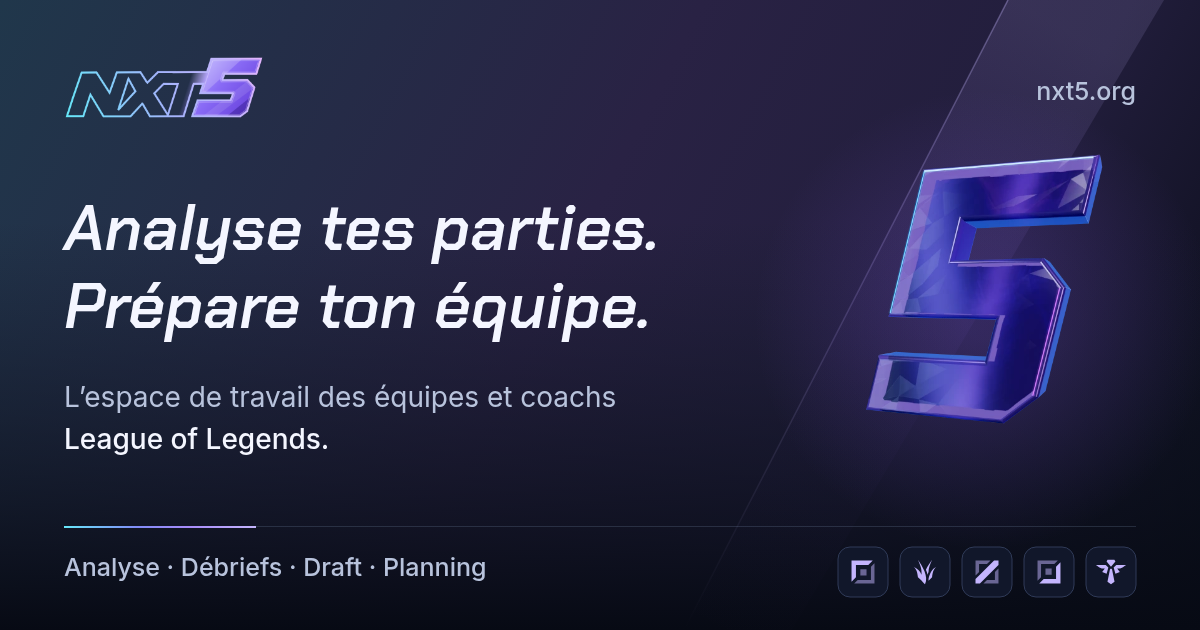 NXT5
nxt5.org
Analyse tes parties.
Prépare ton équipe.
L’espace de travail des équipes et coachs
League of Legends.
5
Analyse · Débriefs · Draft · Planning